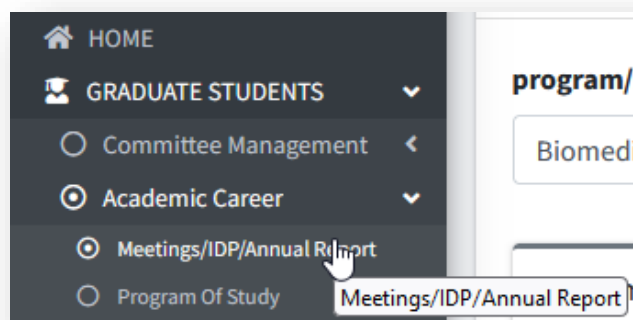 HOME
GRADUATE STUDENTS
Committee Management
Academic Career
Meetings/IDP/Annual Report
Program Of Study
program/
Biomedi
Meetings/IDP/Annual Report